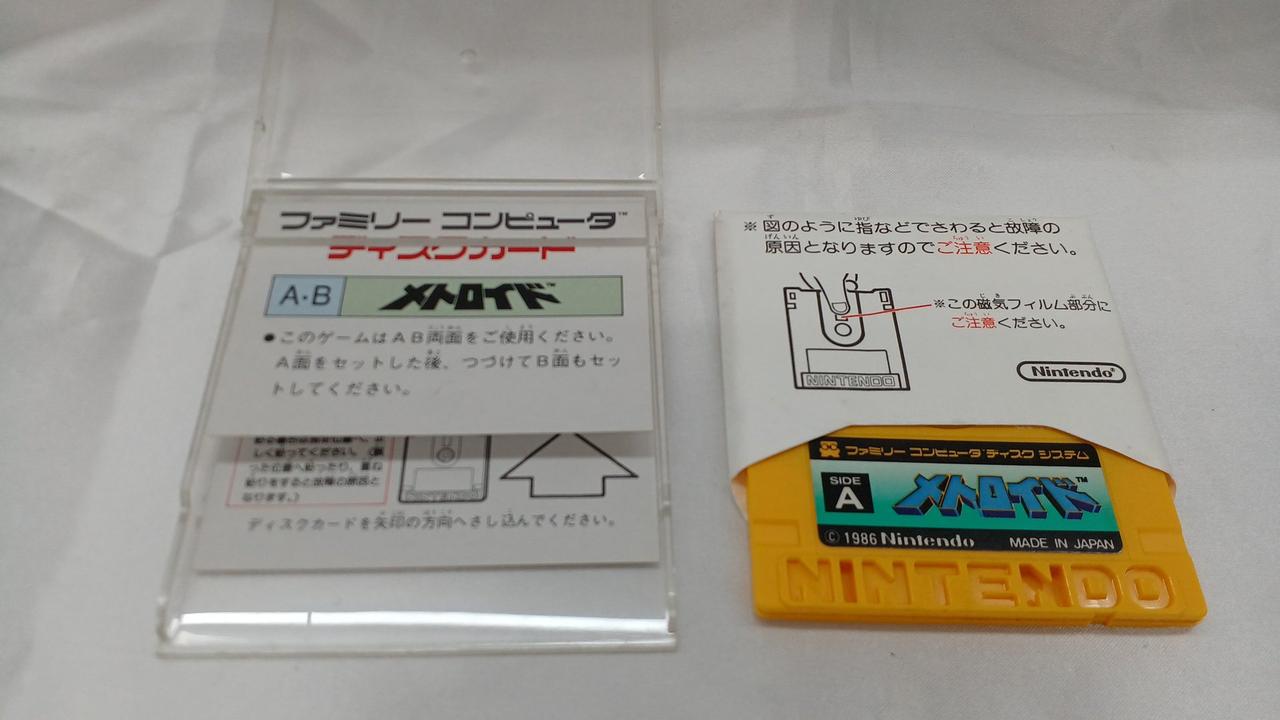 ファミリー コンピュータ™
ディスクカード
A・B
メトロイド™
●このゲームはAB両面をご使用ください。
A面をセットした後、つづけてB面もセッ
トしてください。
NINTENDO
ディスクカードを矢印の方向へさし込んでください。
※図のように指などでさわると故障の
原因となりますのでご注意ください。
※この磁気フィルム部分に
ご注意ください。
NINTENDO
Nintendo®
ファミリー コンピュータ ディスク システム
SIDE
A
メトロイド™
© 1986 Nintendo
MADE IN JAPAN
NINTENDO